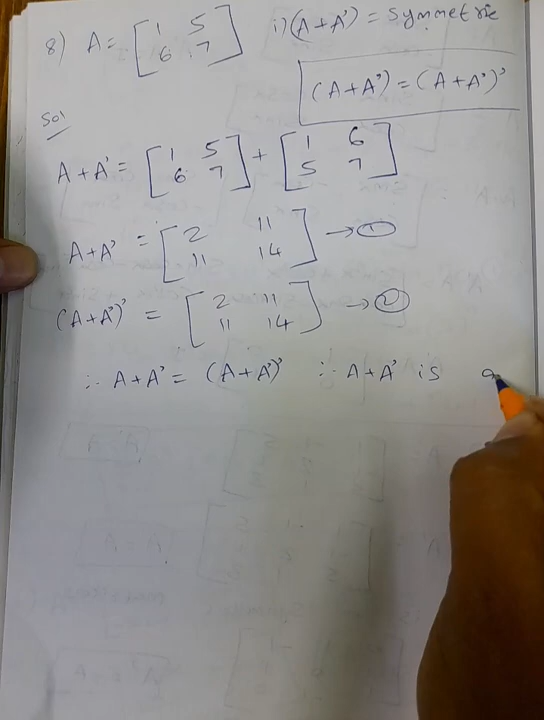 8) A = [1 5 6 7] i) (A+A') = Symmetric
(A+A') = (A+A')'
Sol
A+A' = [1 5 6 7] + [1 6 5 7]
A+A' = [2 11 11 14] → ①
(A+A')' = [2 11 11 14] → ②
∴ A+A' = (A+A')' ∴ A+A' is a